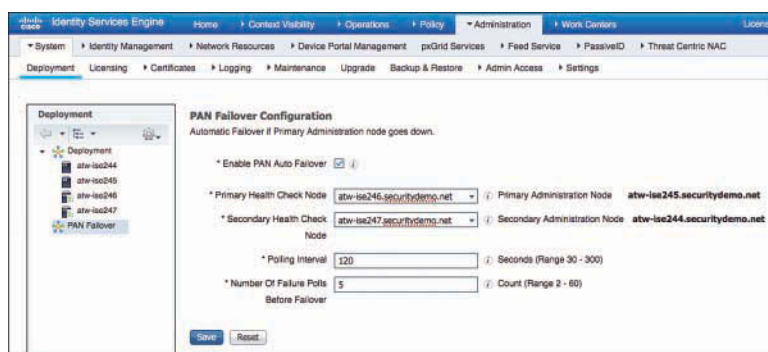 cisco Identity Services Engine Home Context Visibility Operations Policy Administration Work Centers
System Identity Management Network Resources Device Portal Management pxGrid Services Feed Service PassiveID Threat Centric NAC
Deployment Licensing Certificates Logging Maintenance Upgrade Backup & Restore Admin Access Settings
Deployment
Deployment
atw-ise244
atw-ise245
atw-ise246
atw-ise247
PAN Failover
PAN Failover Configuration
Automatic Failover if Primary Administration node goes down.
* Enable PAN Auto Failover
* Primary Health Check Node atw-ise246.securitydemo.net Primary Administration Node atw-ise245.securitydemo.net
* Secondary Health Check Node atw-ise247.securitydemo.net Secondary Administration Node atw-ise244.securitydemo.net
* Polling Interval 120 Seconds (Range 30 - 300)
* Number Of Failure Polls Before Failover 5 Count (Range 2 - 60)
Save Reset